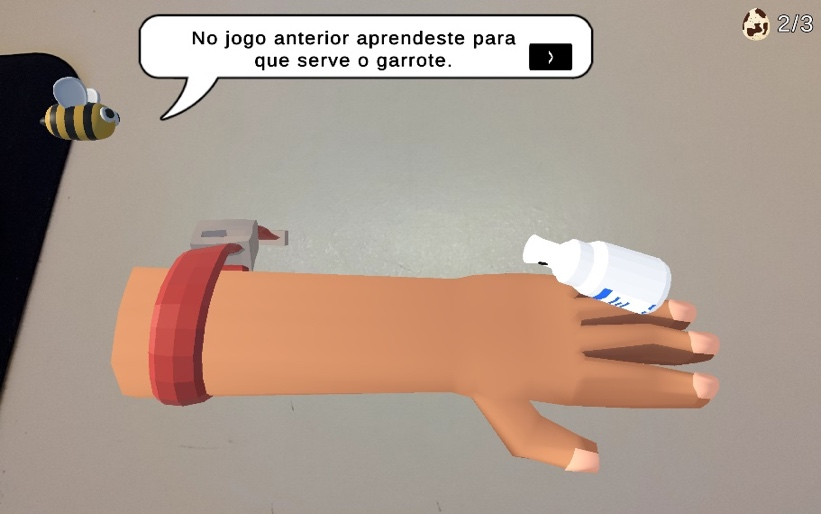 No jogo anterior aprendeste para
que serve o garrote.
2/3